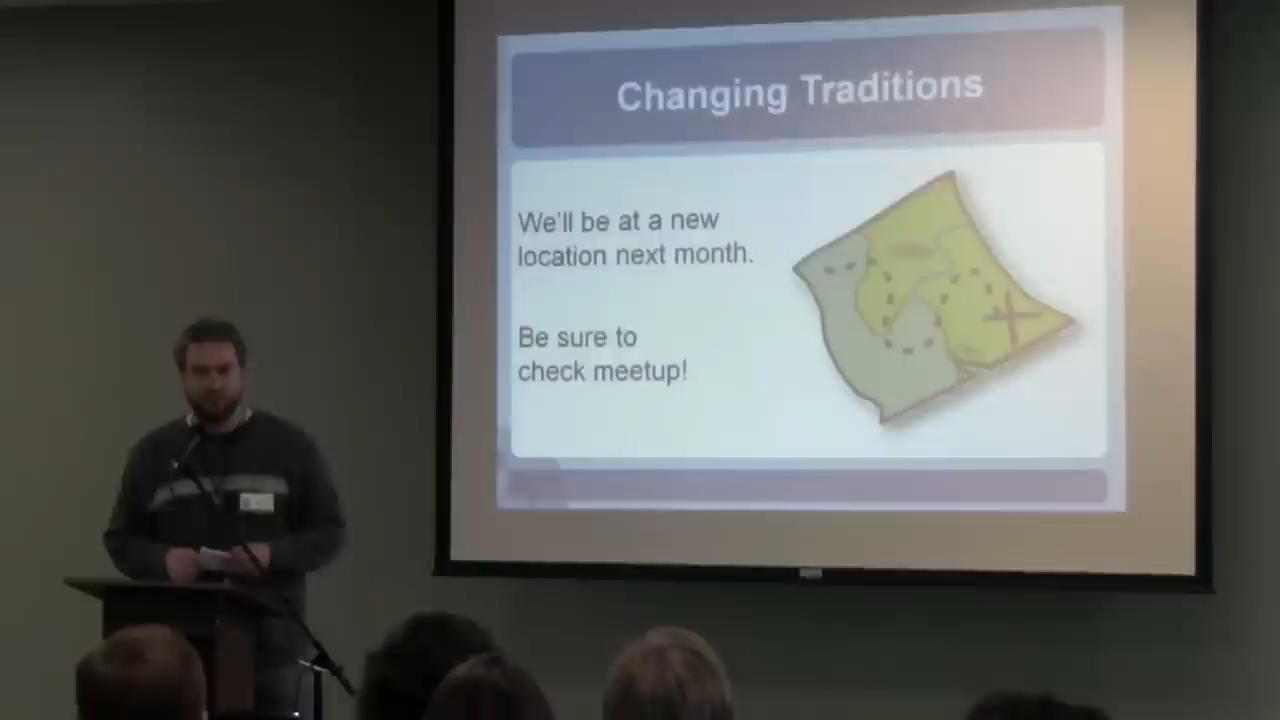 Changing Traditions
We'll be at a new
location next month.
Be sure to
check meetup!